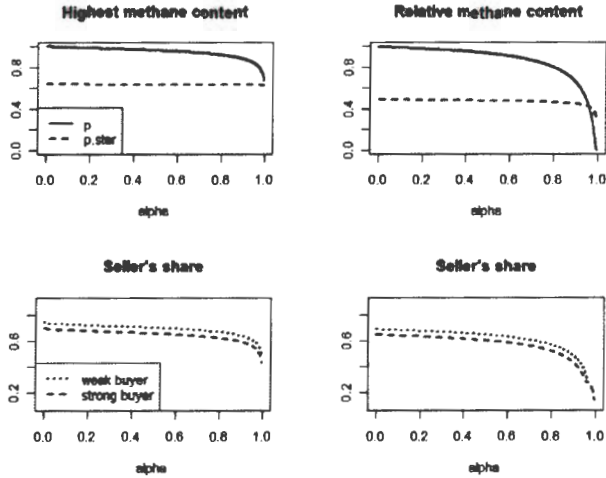 Highest methane content
0.0 0.4 0.8
p
p.star
0.0 0.2 0.4 0.6 0.8 1.0
alpha
Relative methane content
0.0 0.4 0.8
0.0 0.2 0.4 0.6 0.8 1.0
alpha
Seller's share
0.2 0.6
weak buyer
strong buyer
0.0 0.2 0.4 0.6 0.8 1.0
alpha
Seller's share
0.2 0.6
0.0 0.2 0.4 0.6 0.8 1.0
alpha